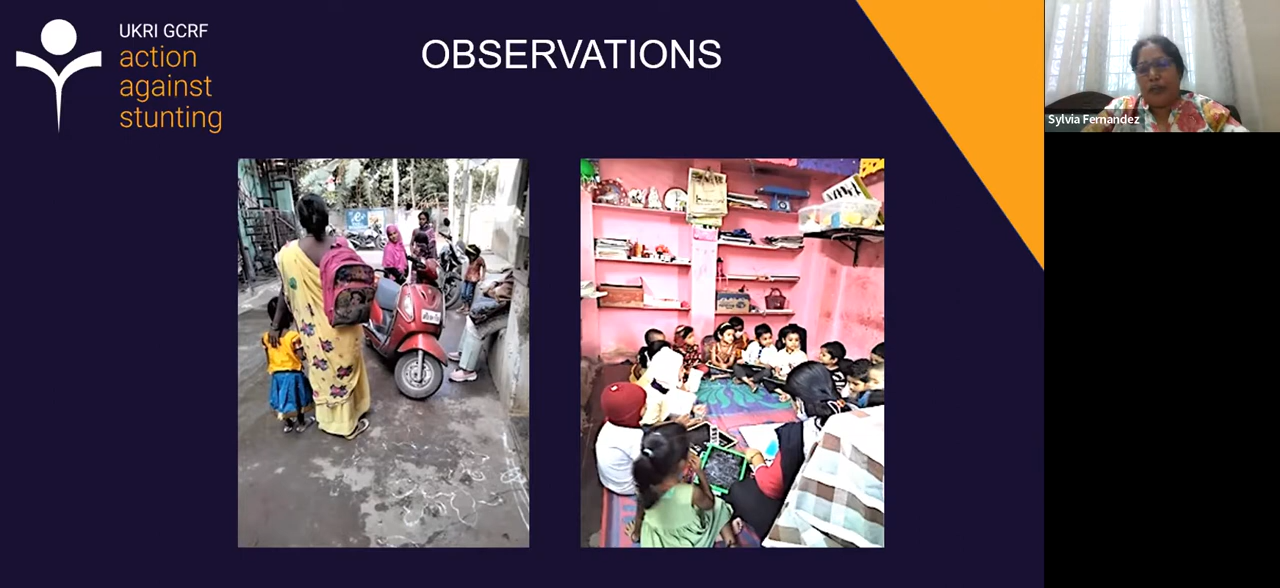 UKRI GCRF
action
against
stunting
OBSERVATIONS
Sylvia Fernandez